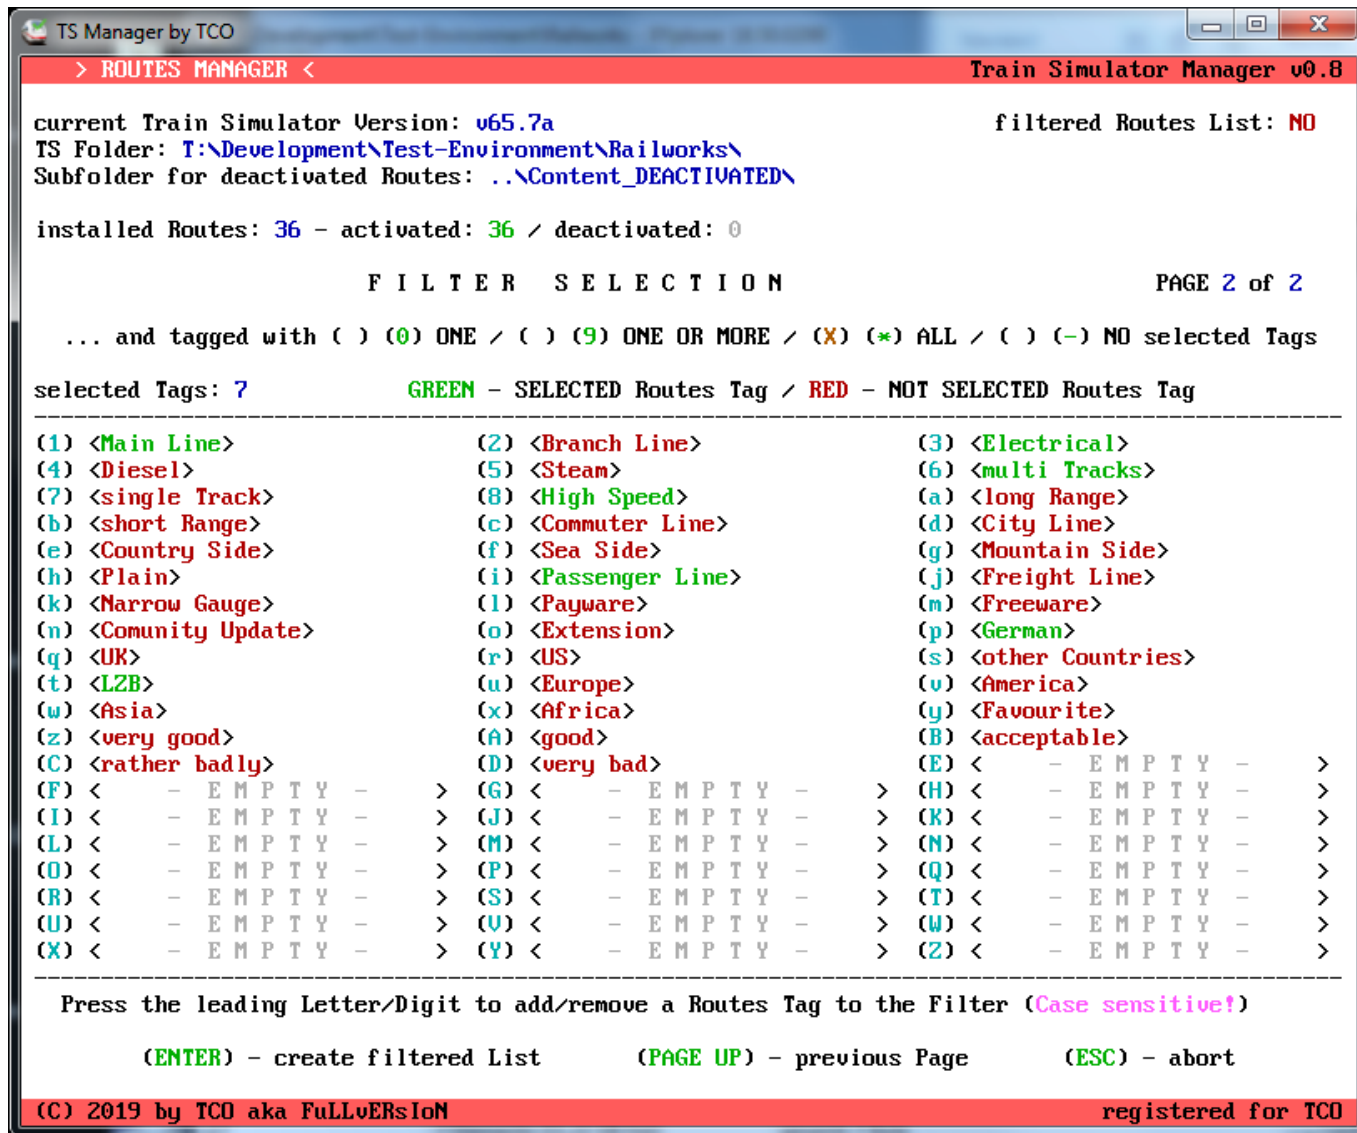 TS Manager by TCO
> ROUTES MANAGER < Train Simulator Manager v0.8
current Train Simulator Version: v65.7a filtered Routes List: NO
TS Folder: T:\Development\Test-Environment\Railworks\
Subfolder for deactivated Routes: ..\Content_DEACTIVATED\
installed Routes: 36 - activated: 36 / deactivated: 0
F I L T E R S E L E C T I O N PAGE 2 of 2
... and tagged with ( ) (0) ONE / ( ) (9) ONE OR MORE / (X) (*) ALL / ( ) (-) NO selected Tags
selected Tags: 7 GREEN - SELECTED Routes Tag / RED - NOT SELECTED Routes Tag
(1) <Main Line> (2) <Branch Line> (3) <Electrical>
(4) <Diesel> (5) <Steam> (6) <multi Tracks>
(7) <single Track> (8) <High Speed> (a) <long Range>
(b) <short Range> (c) <Commuter Line> (d) <City Line>
(e) <Country Side> (f) <Sea Side> (g) <Mountain Side>
(h) <Plain> (i) <Passenger Line> (j) <Freight Line>
(k) <Narrow Gauge> (l) <Payware> (m) <Freeware>
(n) <Comunity Update> (o) <Extension> (p) <German>
(q) <UK> (r) <US> (s) <other Countries>
(t) <LZB> (u) <Europe> (v) <America>
(w) <Asia> (x) <Africa> (y) <Favourite>
(z) <very good> (A) <good> (B) <acceptable>
(C) <rather badly> (D) <very bad> (E) < - E M P T Y - >
(F) < - E M P T Y - > (G) < - E M P T Y - > (H) < - E M P T Y - >
(I) < - E M P T Y - > (J) < - E M P T Y - > (K) < - E M P T Y - >
(L) < - E M P T Y - > (M) < - E M P T Y - > (N) < - E M P T Y - >
(O) < - E M P T Y - > (P) < - E M P T Y - > (Q) < - E M P T Y - >
(R) < - E M P T Y - > (S) < - E M P T Y - > (T) < - E M P T Y - >
(U) < - E M P T Y - > (V) < - E M P T Y - > (W) < - E M P T Y - >
(X) < - E M P T Y - > (Y) < - E M P T Y - > (Z) < - E M P T Y - >
Press the leading Letter/Digit to add/remove a Routes Tag to the Filter (Case sensitive!)
(ENTER) - create filtered List (PAGE UP) - previous Page (ESC) - abort
(C) 2019 by TCO aka FuLLvERsIoN registered for TCO